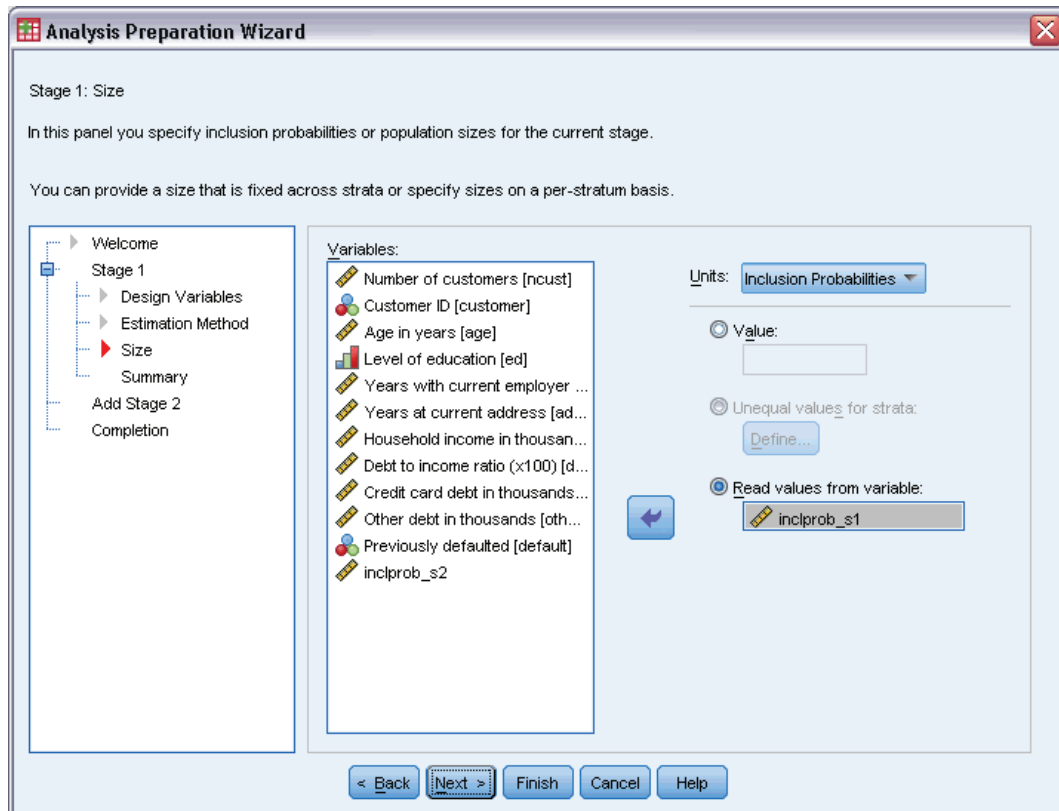 Analysis Preparation Wizard
Stage 1: Size
In this panel you specify inclusion probabilities or population sizes for the current stage.
You can provide a size that is fixed across strata or specify sizes on a per-stratum basis.
Welcome
Stage 1
Design Variables
Estimation Method
Size
Summary
Add Stage 2
Completion
Variables:
Number of customers [ncust]
Customer ID [customer]
Age in years [age]
Level of education [ed]
Years with current employer ...
Years at current address [ad...
Household income in thousan...
Debt to income ratio (x100) [d...
Credit card debt in thousands...
Other debt in thousands [oth...
Previously defaulted [default]
inclprob_s2
Units: Inclusion Probabilities
Value:
Unequal values for strata:
Define...
Read values from variable:
inclprob_s1
< Back
Next >
Finish
Cancel
Help